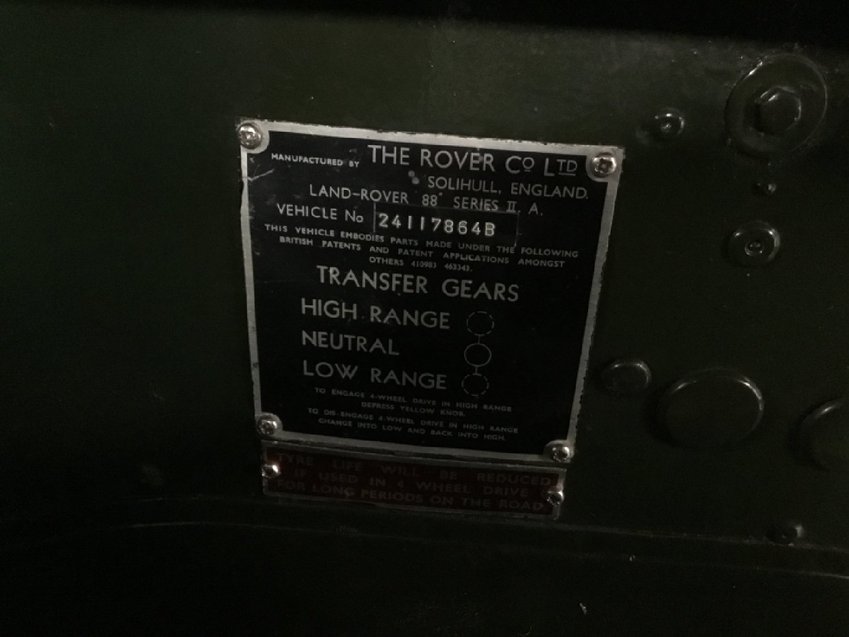 MANUFACTURED BY THE ROVER CO LTD
SOLIHULL, ENGLAND.
LAND-ROVER 88" SERIES II A.
VEHICLE No 24117864B
THIS VEHICLE EMBODIES PARTS MADE UNDER THE FOLLOWING
BRITISH PATENTS AND PATENT APPLICATIONS AMONGST
OTHERS 410983 463343.
TRANSFER GEARS
HIGH RANGE
NEUTRAL
LOW RANGE
TO ENGAGE 4-WHEEL DRIVE IN HIGH RANGE
DEPRESS YELLOW KNOB.
TO DIS-ENGAGE 4-WHEEL DRIVE IN HIGH RANGE
CHANGE INTO LOW AND BACK INTO HIGH.
TYRE LIFE WILL BE REDUCED
IF USED IN 4 WHEEL DRIVE
FOR LONG PERIODS ON THE ROAD